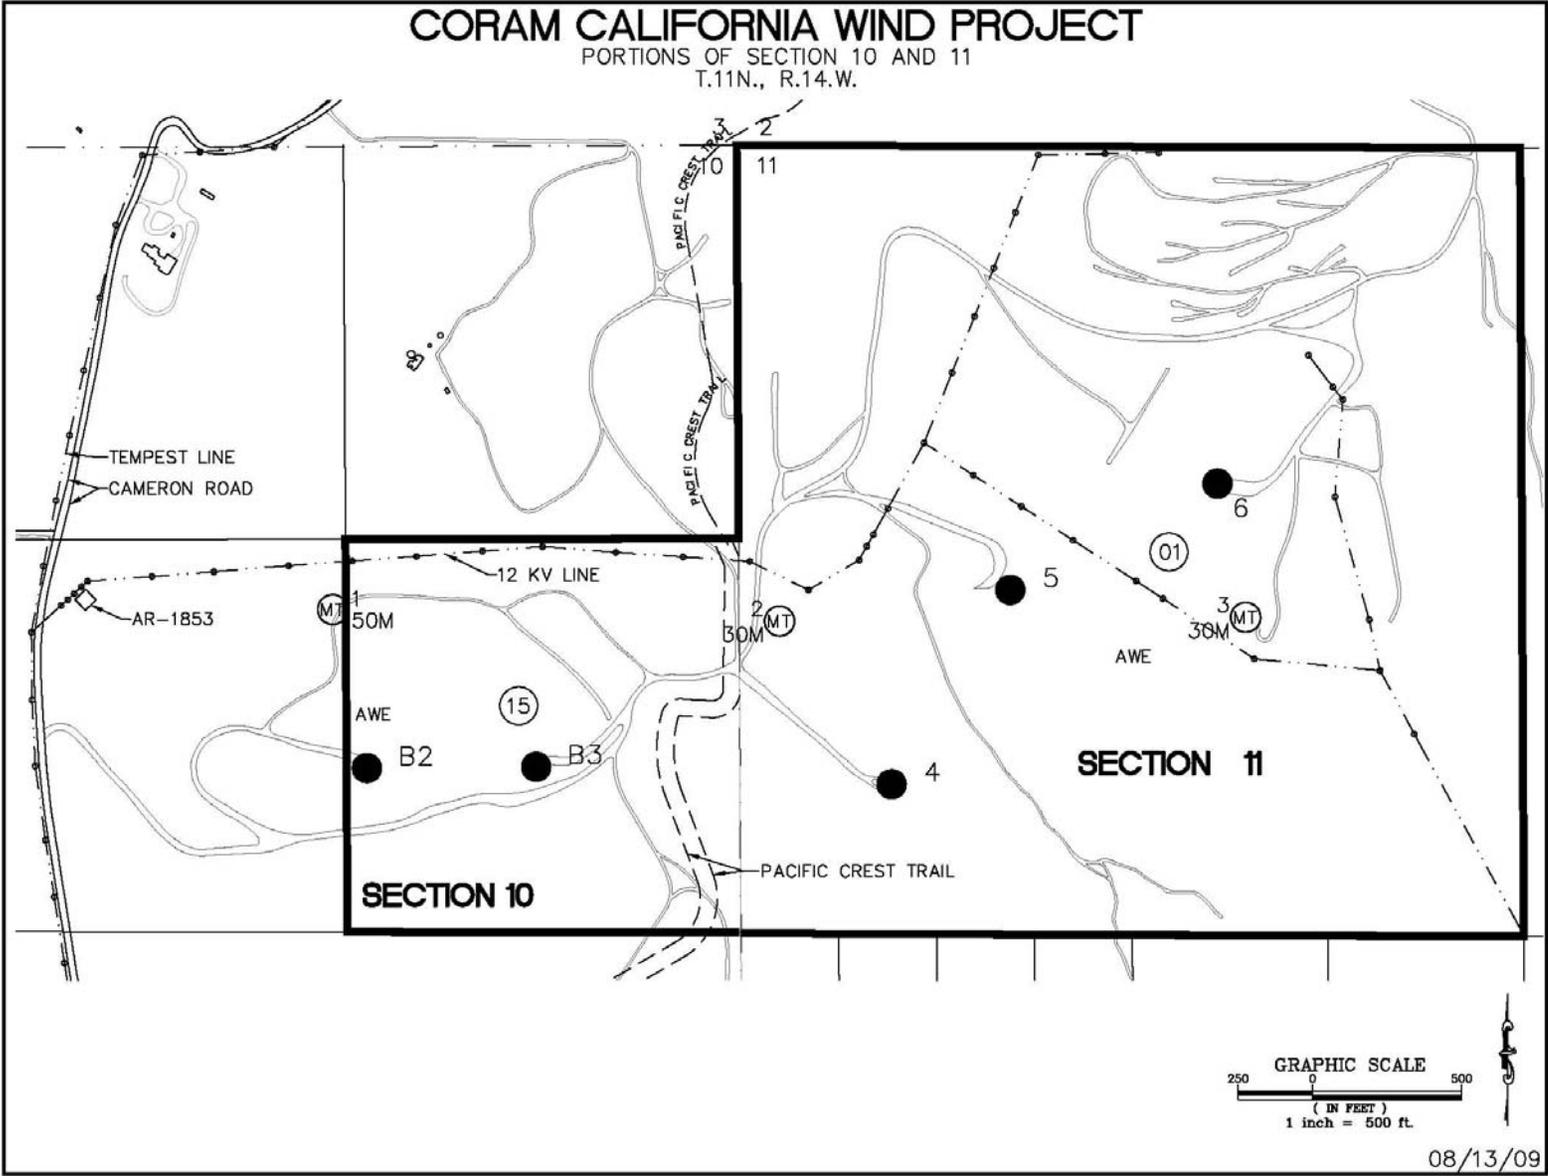 CORAM CALIFORNIA WIND PROJECT
PORTIONS OF SECTION 10 AND 11
T.11N., R.14.W.
3 2
10 11
PACIFIC CREST TRAIL
PACIFIC CREST TRAIL
TEMPEST LINE
CAMERON ROAD
6
01
12 KV LINE
5
AR-1853
MT 1
50M
2 MT
30M
3 MT
30M
AWE
15
AWE
B2
B3
4
SECTION 11
PACIFIC CREST TRAIL
SECTION 10
GRAPHIC SCALE
250 0 500
( IN FEET )
1 inch = 500 ft.
08/13/09